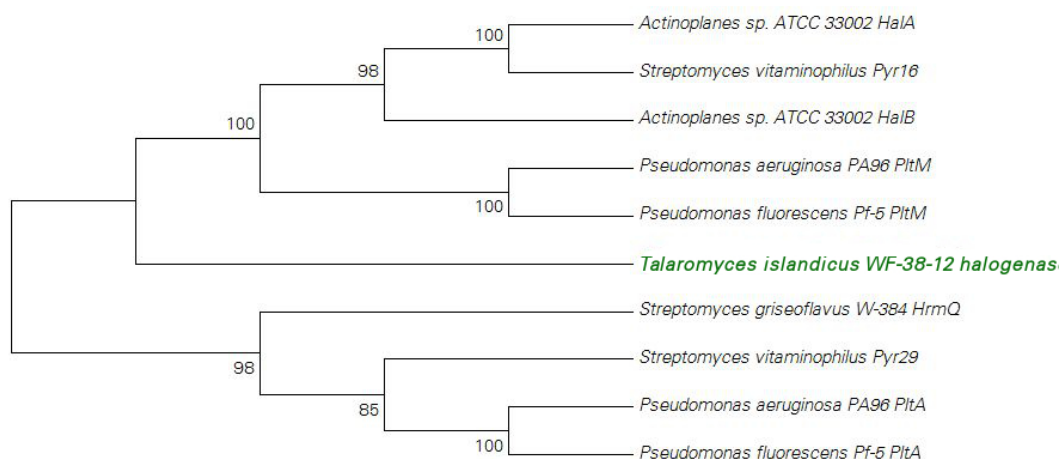 100
Actinoplanes sp. ATCC 33002 HalA
98
Streptomyces vitaminophilus Pyr16
100
Actinoplanes sp. ATCC 33002 HalB
Pseudomonas aeruginosa PA96 PltM
100
Pseudomonas fluorescens Pf-5 PltM
Talaromyces islandicus WF-38-12 halogenase
Streptomyces griseoflavus W-384 HrmQ
98
Streptomyces vitaminophilus Pyr29
85
Pseudomonas aeruginosa PA96 PltA
100
Pseudomonas fluorescens Pf-5 PltA